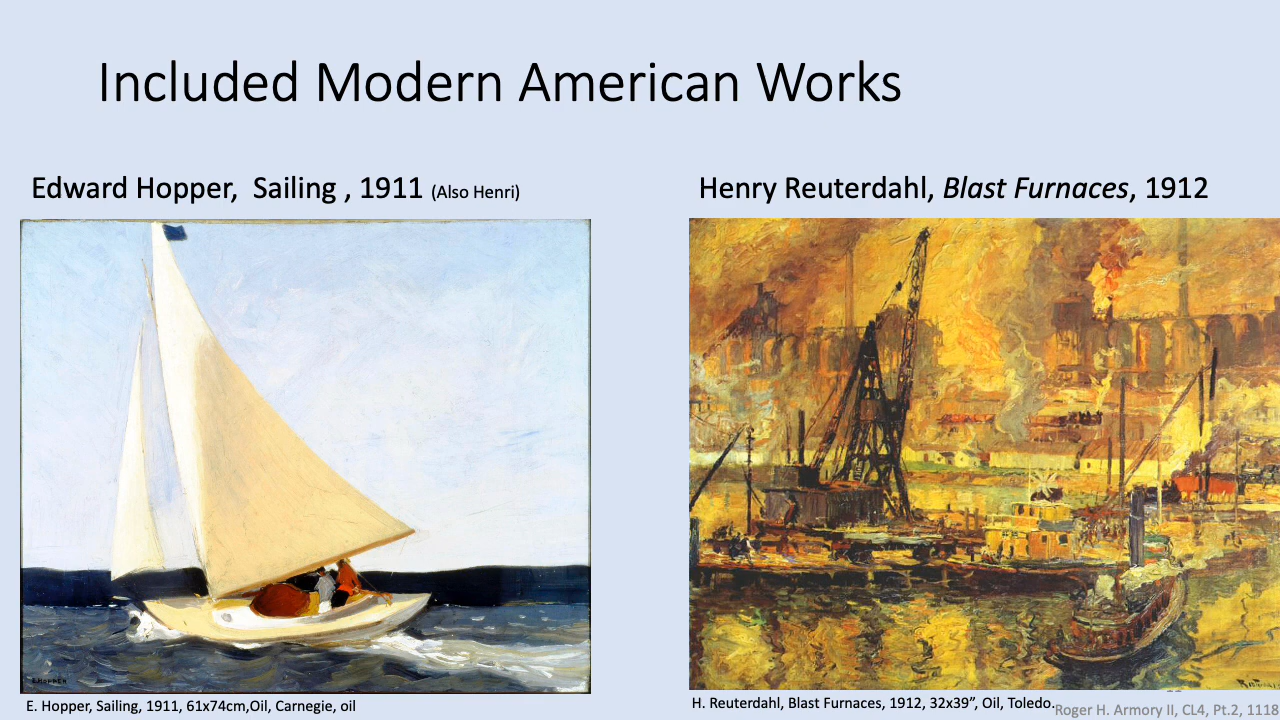 Included Modern American Works
Edward Hopper, Sailing , 1911 (Also Henri)
Henry Reuterdahl, Blast Furnaces, 1912
E. HOPPER
E. Hopper, Sailing, 1911, 61x74cm,Oil, Carnegie, oil
H. Reuterdahl, Blast Furnaces, 1912, 32x39”, Oil, Toledo.
Roger H. Armory II, CL4, Pt.2, 1118